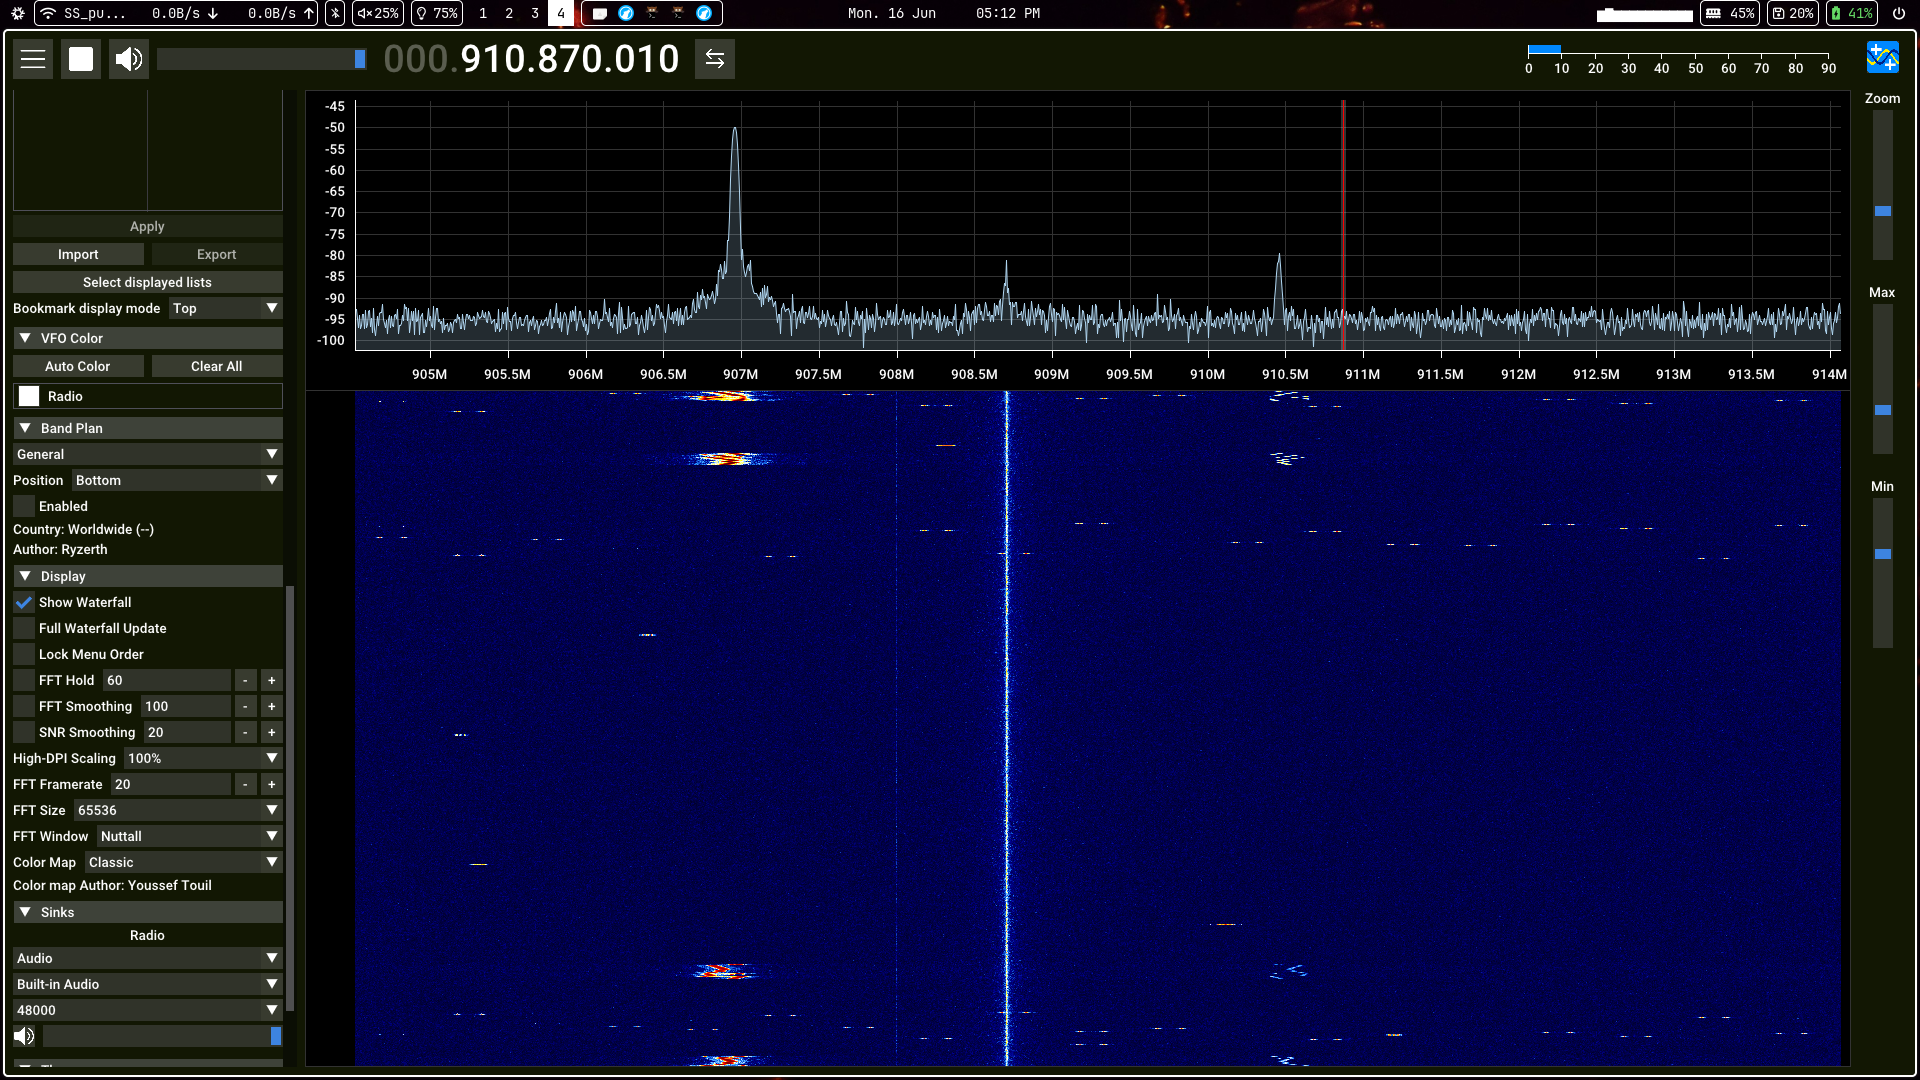 SS_pu... 0.0B/s ↓ 0.0B/s ↑ 25% 75% 1 2 3 4 Mon. 16 Jun 05:12 PM 45% 20% 41%
000.910.870.010
0 10 20 30 40 50 60 70 80 90
Apply
Import Export
Select displayed lists
Bookmark display mode Top
VFO Color
Auto Color Clear All
Radio
Band Plan
General
Position Bottom
Enabled
Country: Worldwide (--)
Author: Ryzerth
Display
Show Waterfall
Full Waterfall Update
Lock Menu Order
FFT Hold 60 - +
FFT Smoothing 100 - +
SNR Smoothing 20 - +
High-DPI Scaling 100%
FFT Framerate 20 - +
FFT Size 65536
FFT Window Nuttall
Color Map Classic
Color map Author: Youssef Touil
Sinks
Radio
Audio
Built-in Audio
48000
-45
-50
-55
-60
-65
-70
-75
-80
-85
-90
-95
-100
905M 905.5M 906M 906.5M 907M 907.5M 908M 908.5M 909M 909.5M 910M 910.5M 911M 911.5M 912M 912.5M 913M 913.5M 914M
Zoom
Max
Min